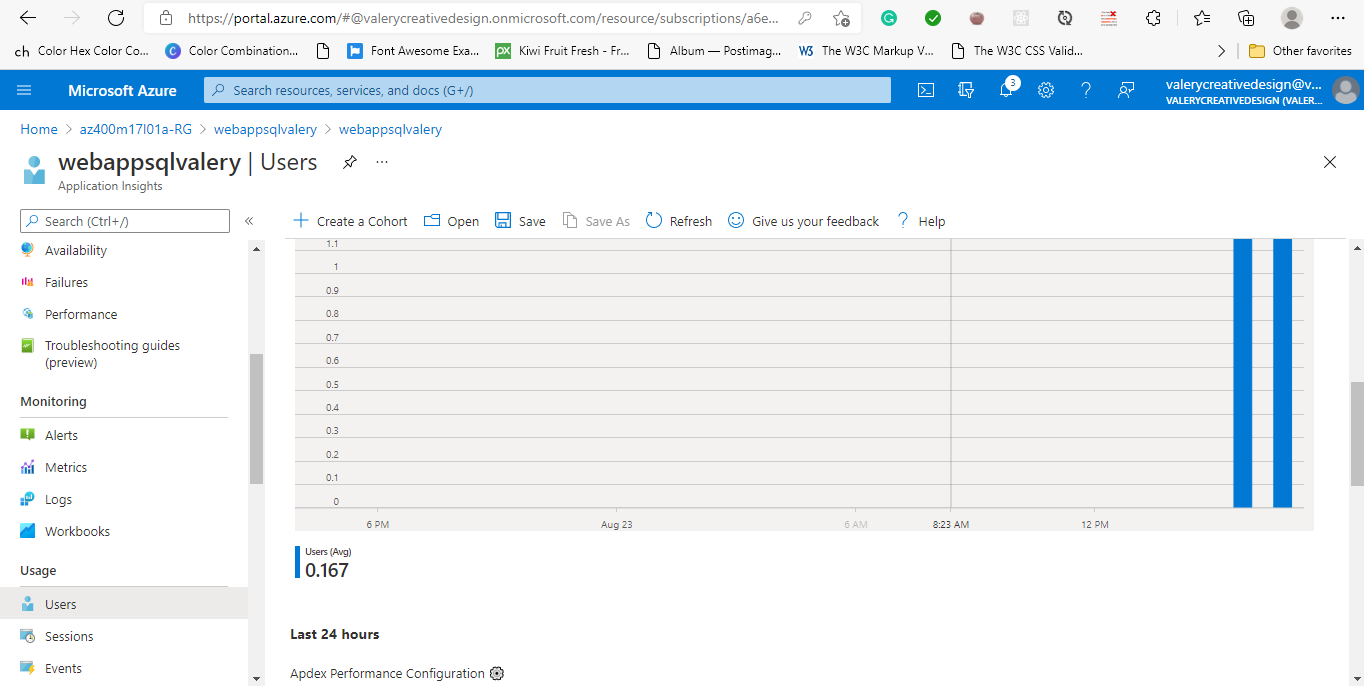 https://portal.azure.com/#@valerycreativedesign.onmicrosoft.com/resource/subscriptions/a6e...
ch Color Hex Color Co... Color Combination... Font Awesome Exa... Kiwi Fruit Fresh - Fr... Album — Postimag... The W3C Markup V... The W3C CSS Valid... Other favorites
Microsoft Azure
Search resources, services, and docs (G+/)
3
valerycreativedesign@v...
VALERYCREATIVEDESIGN (VALER...
Home > az400m17l01a-RG > webappsqlvalery > webappsqlvalery
webappsqlvalery | Users
Application Insights
Search (Ctrl+/)
Create a Cohort Open Save Save As Refresh Give us your feedback Help
Availability
Failures
Performance
Troubleshooting guides
(preview)
Monitoring
Alerts
Metrics
Logs
Workbooks
Usage
Users
Sessions
Events
1.1
1
0.9
0.8
0.7
0.6
0.5
0.4
0.3
0.2
0.1
0
6 PM Aug 23 6 AM 8:23 AM 12 PM
Users (Avg)
0.167
Last 24 hours
Apdex Performance Configuration